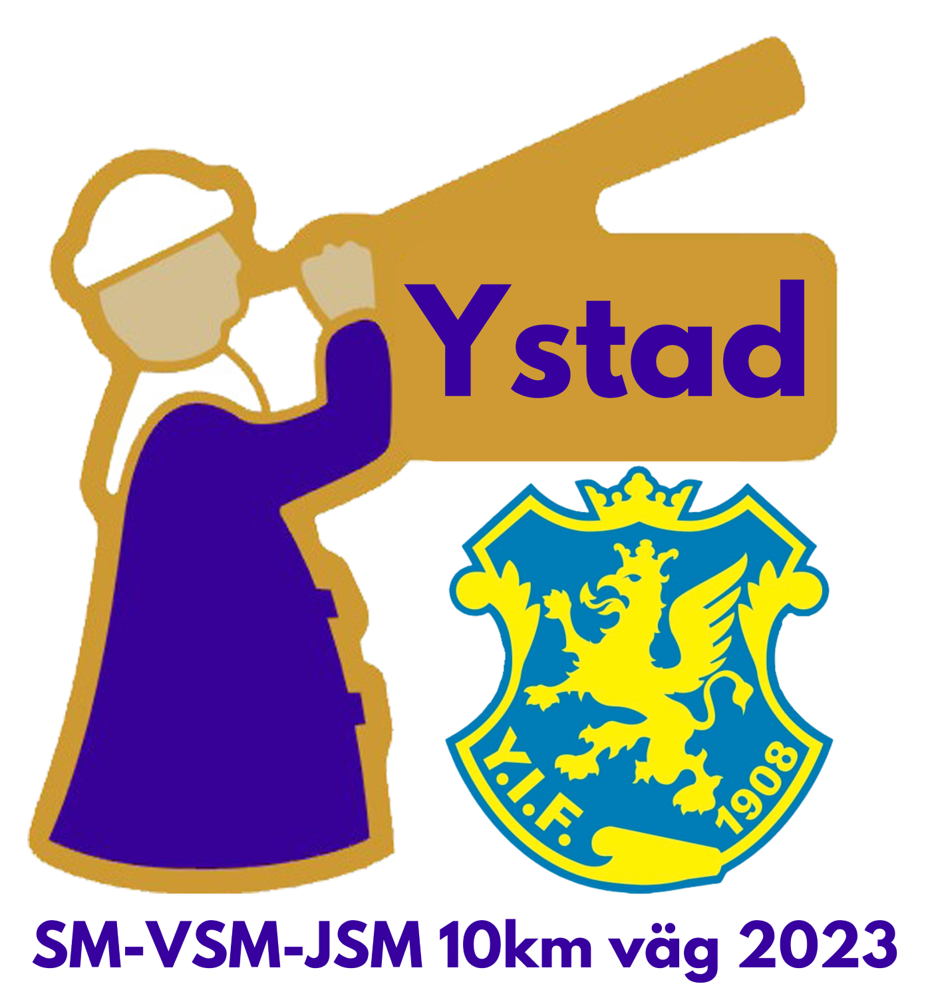 Ystad
Y.I.F.
1908
SM-VSM-JSM 10km väg 2023